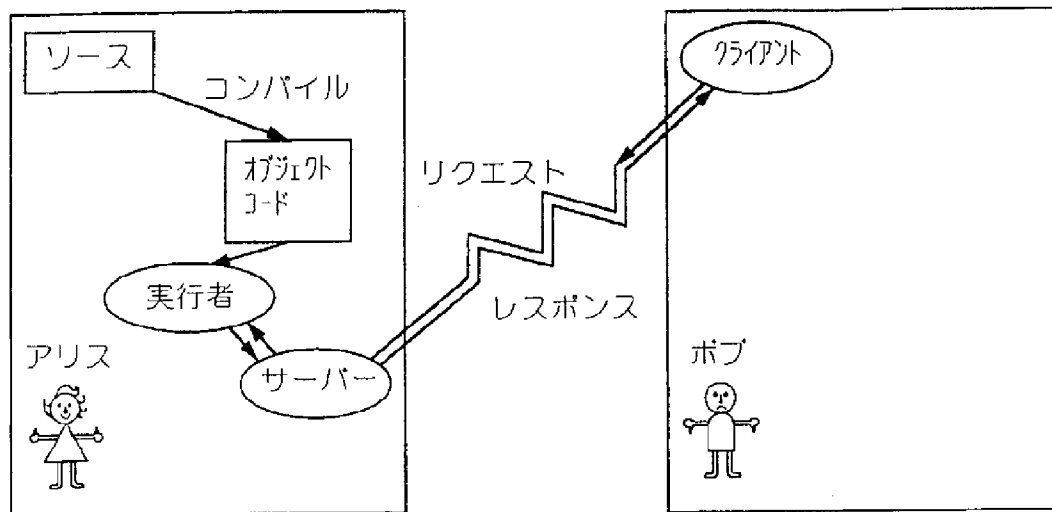 ソース
コンパイル
オブジェクト
コード
実行者
サーバー
アリス
リクエスト
レスポンス
クライアント
ボブ